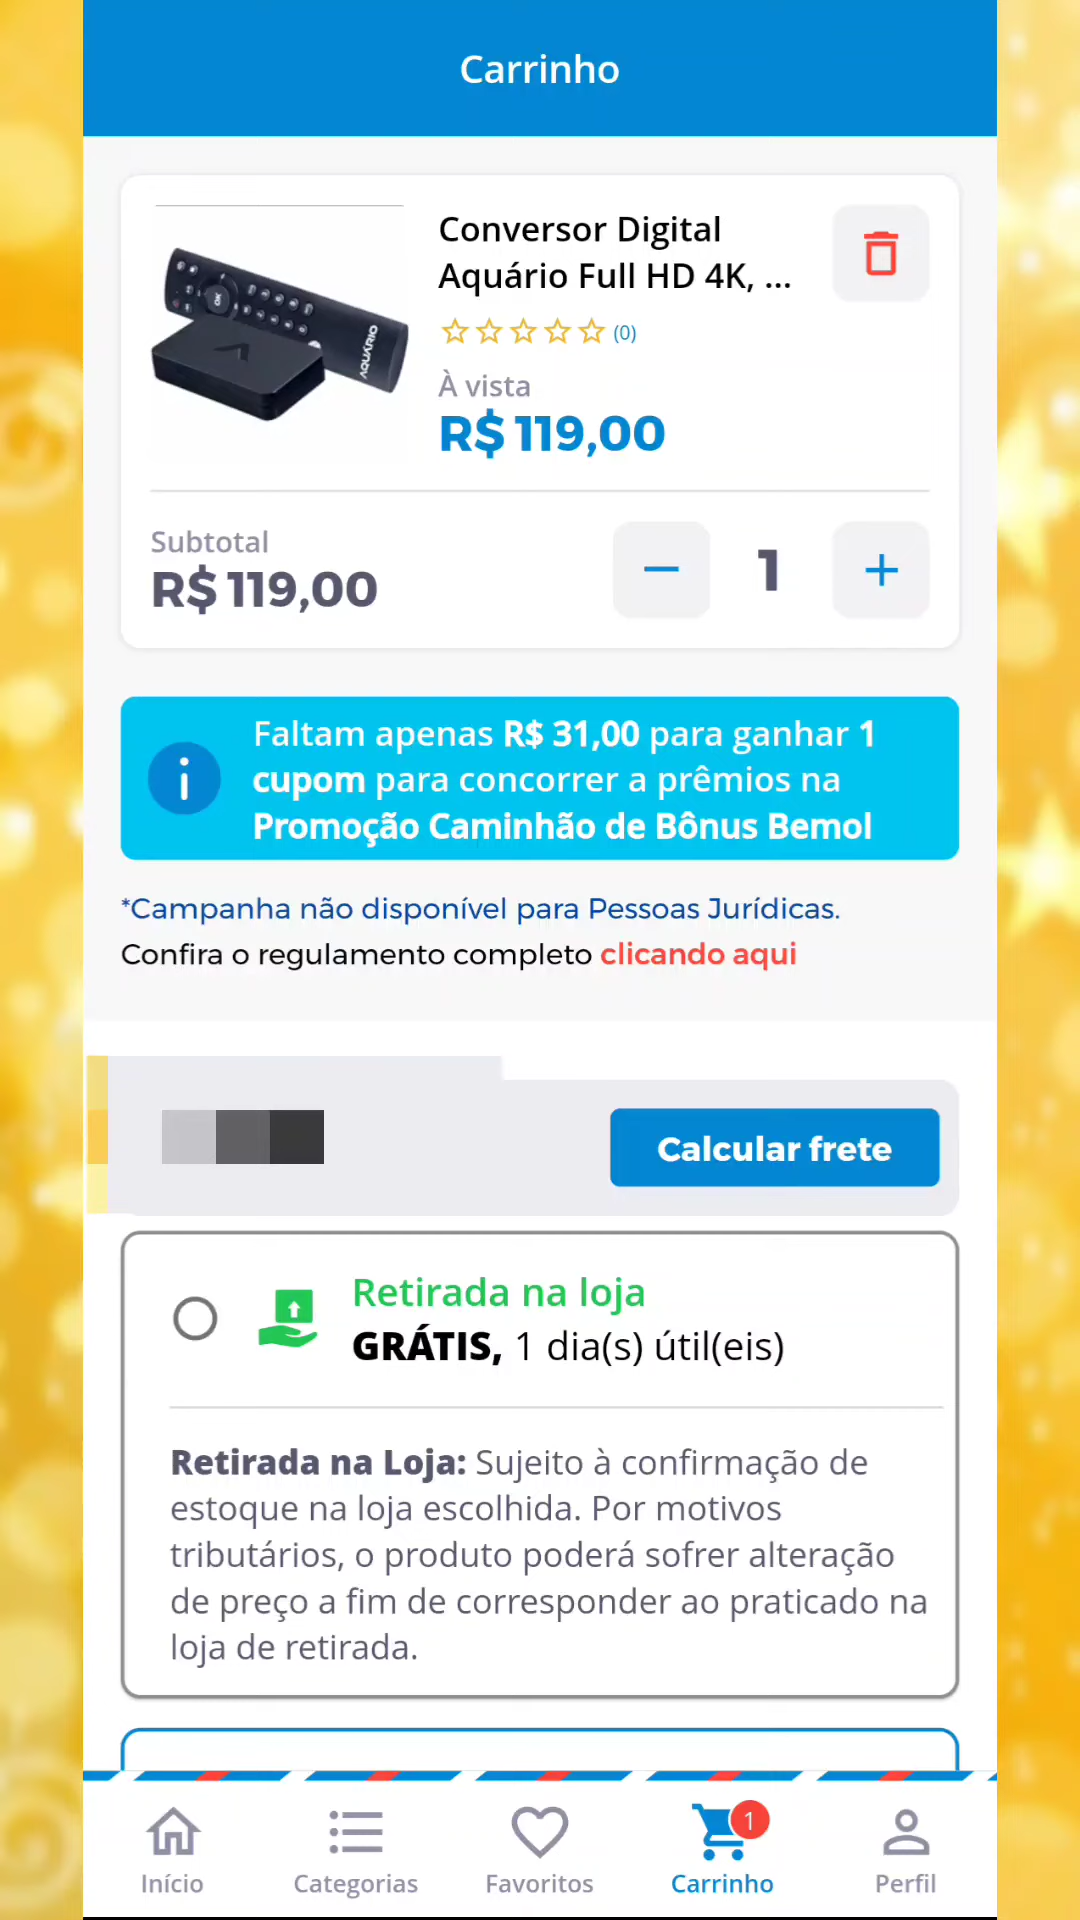 Carrinho
Conversor Digital
Aquário Full HD 4K, ...
(0)
À vista
R$ 119,00
AQUÁRIO
OK
Subtotal
R$ 119,00
1
Faltam apenas R$ 31,00 para ganhar 1
cupom para concorrer a prêmios na
Promoção Caminhão de Bônus Bemol
*Campanha não disponível para Pessoas Jurídicas.
Confira o regulamento completo clicando aqui
Calcular frete
Retirada na loja
GRÁTIS, 1 dia(s) útil(eis)
Retirada na Loja: Sujeito à confirmação de
estoque na loja escolhida. Por motivos
tributários, o produto poderá sofrer alteração
de preço a fim de corresponder ao praticado na
loja de retirada.
1
Início
Categorias
Favoritos
Carrinho
Perfil